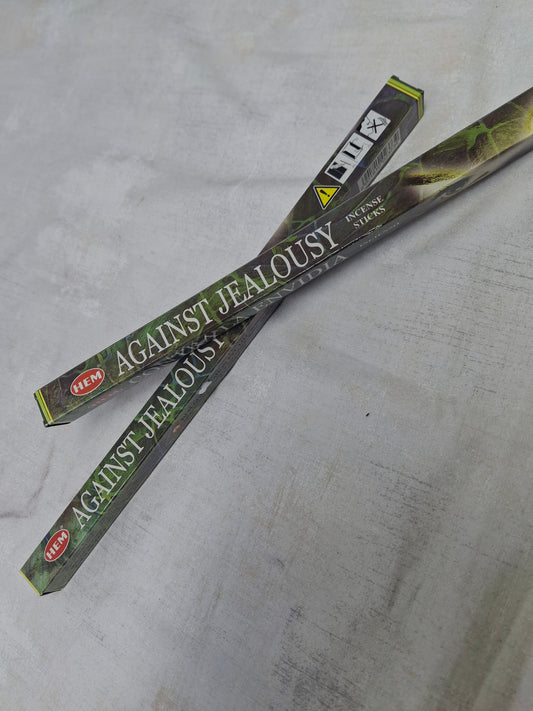 HEM
AGAINST JEALOUSY
INCENSE
STICKS
ENVIDIA
HEM
AGAINST JEALOUSY